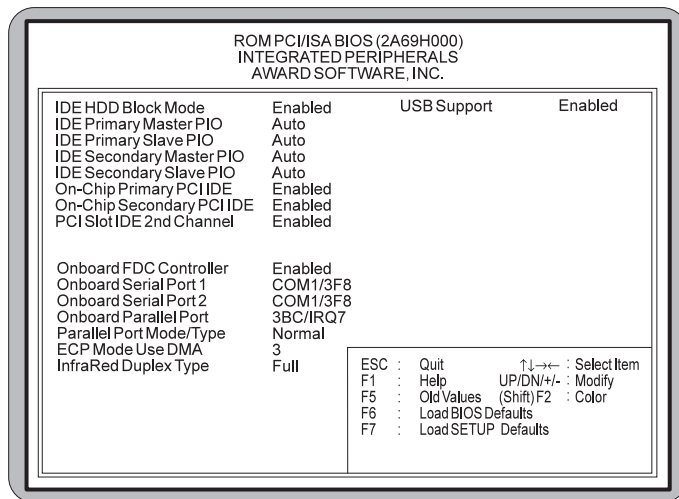 ROM PCI/ISA BIOS (2A69H000)
INTEGRATED PERIPHERALS
AWARD SOFTWARE, INC.
IDE HDD Block Mode Enabled USB Support Enabled
IDE Primary Master PIO Auto
IDE Primary Slave PIO Auto
IDE Secondary Master PIO Auto
IDE Secondary Slave PIO Auto
On-Chip Primary PCI IDE Enabled
On-Chip Secondary PCI IDE Enabled
PCI Slot IDE 2nd Channel Enabled
Onboard FDC Controller Enabled
Onboard Serial Port 1 COM1/3F8
Onboard Serial Port 2 COM1/3F8
Onboard Parallel Port 3BC/IRQ7
Parallel Port Mode/Type Normal
ECP Mode Use DMA 3
InfraRed Duplex Type Full
ESC : Quit ↑↓→← : Select Item
F1 : Help UP/DN/+/- : Modify
F5 : Old Values (Shift) F2 : Color
F6 : Load BIOS Defaults
F7 : Load SETUP Defaults